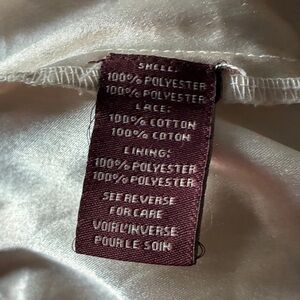 SHELL:
100% POLYESTER
100% POLYESTER
LACE:
100% COTTON
100% COTON
LINING:
100% POLYESTER
100% POLYESTER
SEE REVERSE
FOR CARE
VOIR L'INVERSE
POUR LE SOIN